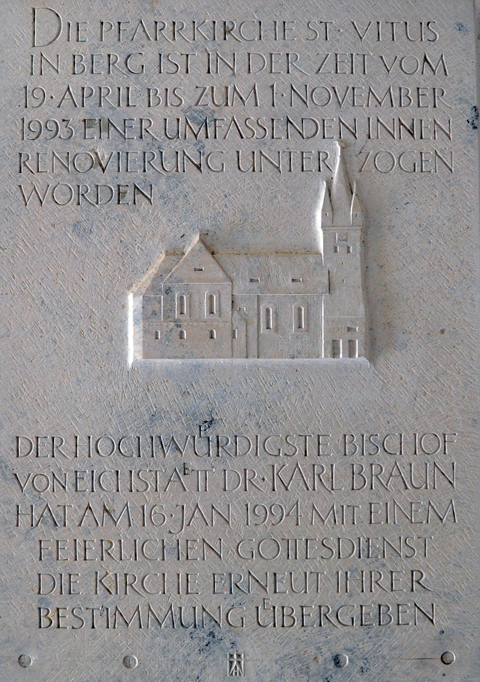 DIE PFARRKIRCHE ST· VITUS
IN BERG IST IN DER ZEIT VOM
19· APRIL BIS ZUM 1· NOVEMBER
1993 EINER UMFASSENDEN INNEN
RENOVIERUNG UNTERZOGEN
WORDEN
DER HOCHWÜRDIGSTE BISCHOF
VON EICHSTÄTT DR· KARL BRAUN
HAT AM 16· JAN 1994 MIT EINEM
FEIERLICHEN GOTTESDIENST
DIE KIRCHE ERNEUT IHRER
BESTIMMUNG ÜBERGEBEN